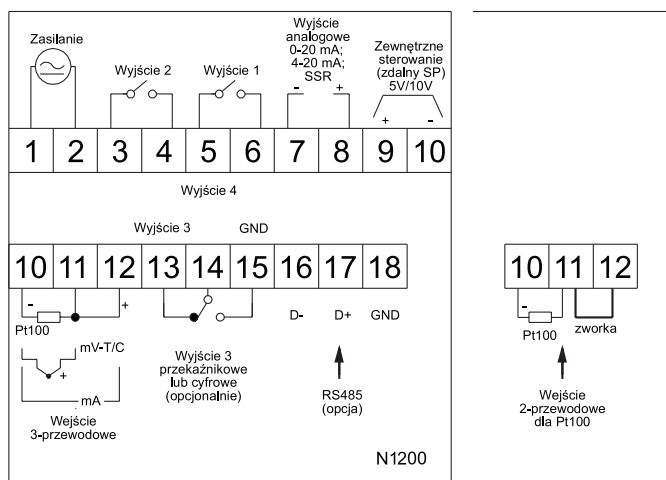 Zasilanie
Wyjście 2
Wyjście 1
Wyjście
analogowe
0-20 mA;
4-20 mA;
SSR
Zewnętrzne
sterowanie
(zdalny SP)
5V/10V
- +
+ -
1 2 3 4 5 6 7 8 9 10
Wyjście 4
Wyjście 3 GND
10 11 12 13 14 15 16 17 18
- +
Pt100
mV-T/C
+
mA
Wejście
3-przewodowe
Wyjście 3
przekaźnikowe
lub cyfrowe
(opcjonalnie)
D- D+ GND
RS485
(opcja)
N1200
10 11 12
-
Pt100
zworka
Wejście
2-przewodowe
dla Pt100